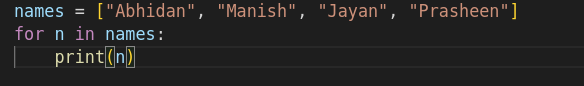 names = ["Abhidan", "Manish", "Jayan", "Prasheen"]
for n in names:
    print(n)